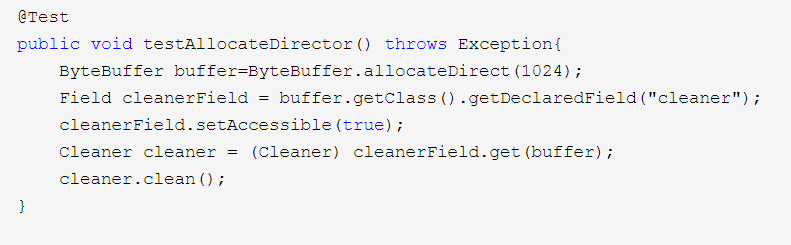 @Test
public void testAllocateDirector() throws Exception{
    ByteBuffer buffer=ByteBuffer.allocateDirect(1024);
    Field cleanerField = buffer.getClass().getDeclaredField("cleaner");
    cleanerField.setAccessible(true);
    Cleaner cleaner = (Cleaner) cleanerField.get(buffer);
    cleaner.clean();
}